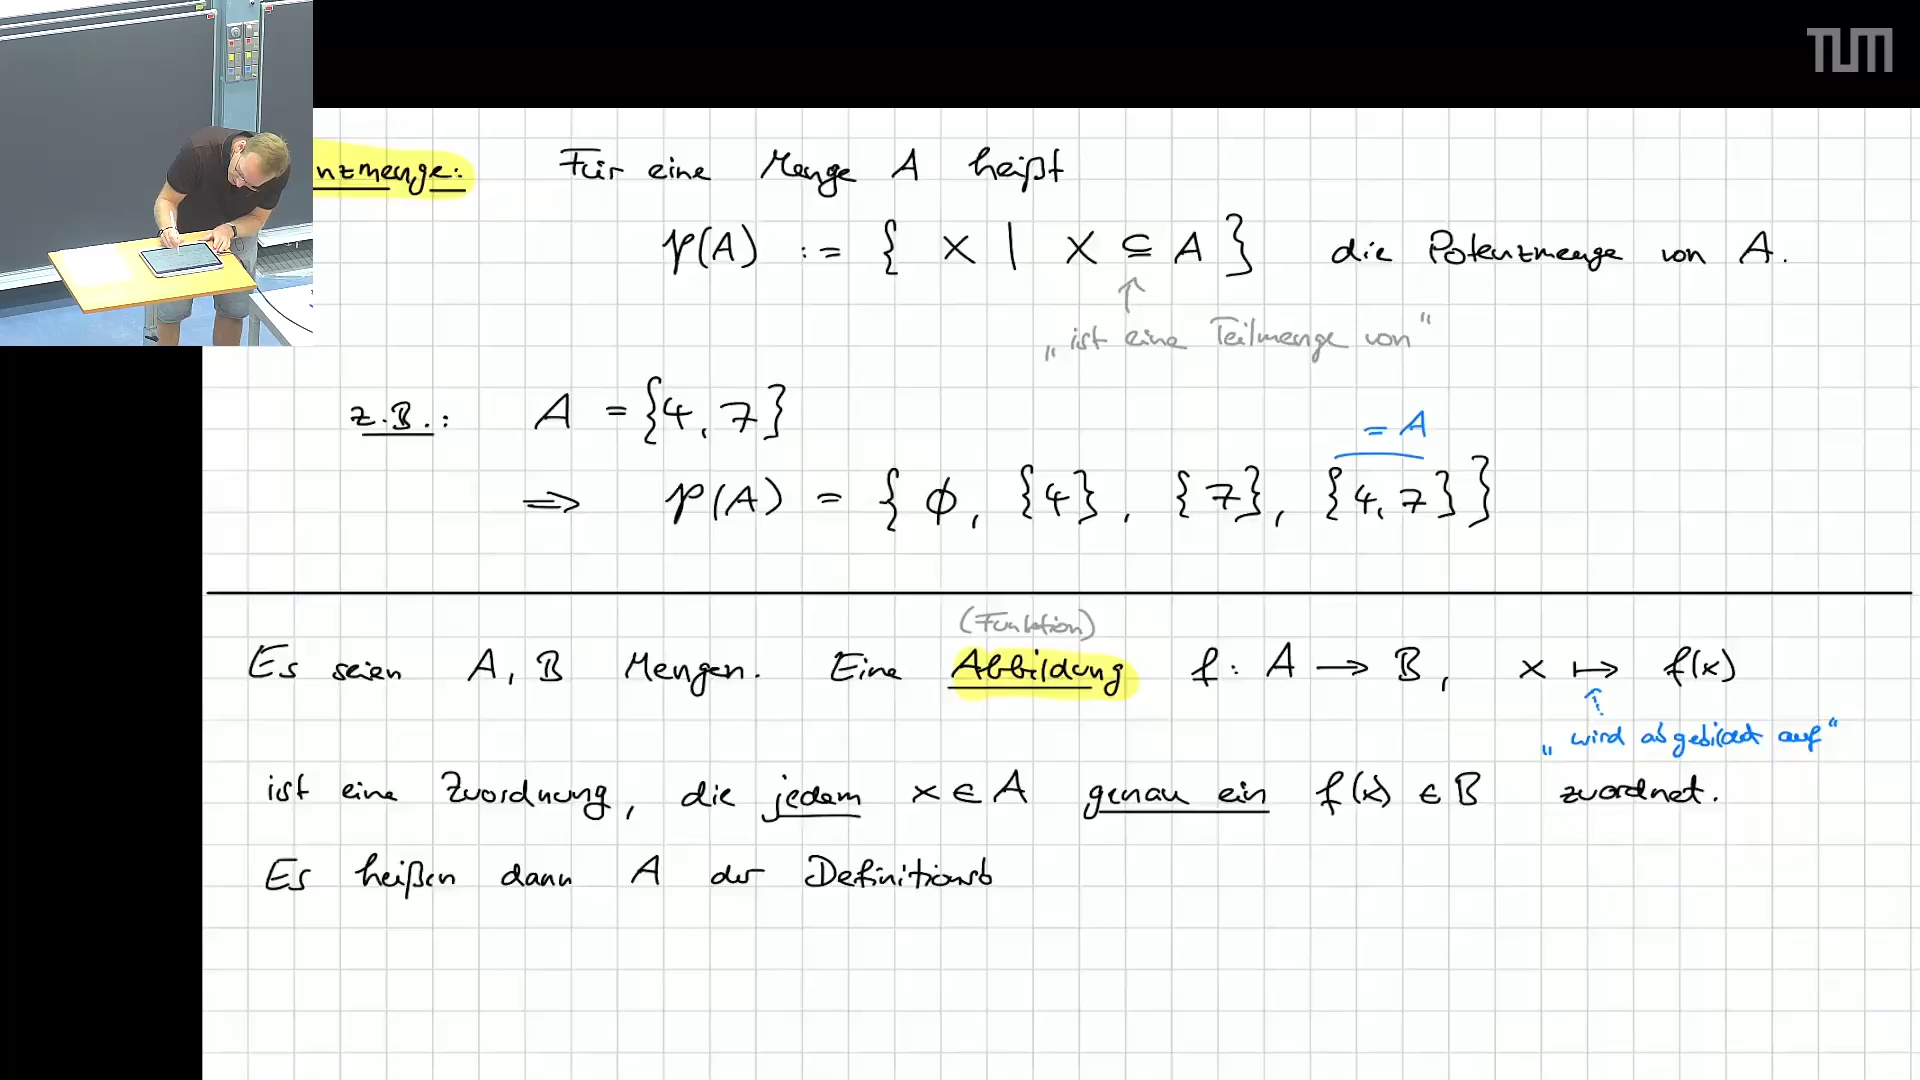 TUM
nzmenge: Für eine Menge A heißt
P(A) := { X | X ⊆ A } die Potenzmenge von A.
↑
„ist eine Teilmenge von"
z.B.: A = {4, 7}
= A
⟹ P(A) = { ∅, {4}, {7}, {4, 7} }
(Funktion)
Es seien A, B Mengen. Eine Abbildung f: A → B, x ↦ f(x)
↑
„wird abgebildet auf"
ist eine Zuordnung, die jedem x ∈ A genau ein f(x) ∈ B zuordnet.
Es heißen dann A der Definitionsb